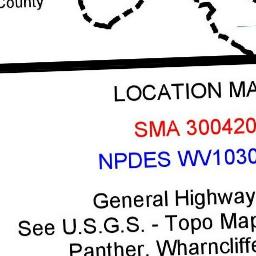 County
LOCATION MA
SMA 300420
NPDES WV1030
General Highway
See U.S.G.S. - Topo Map
Panther, Wharncliffe